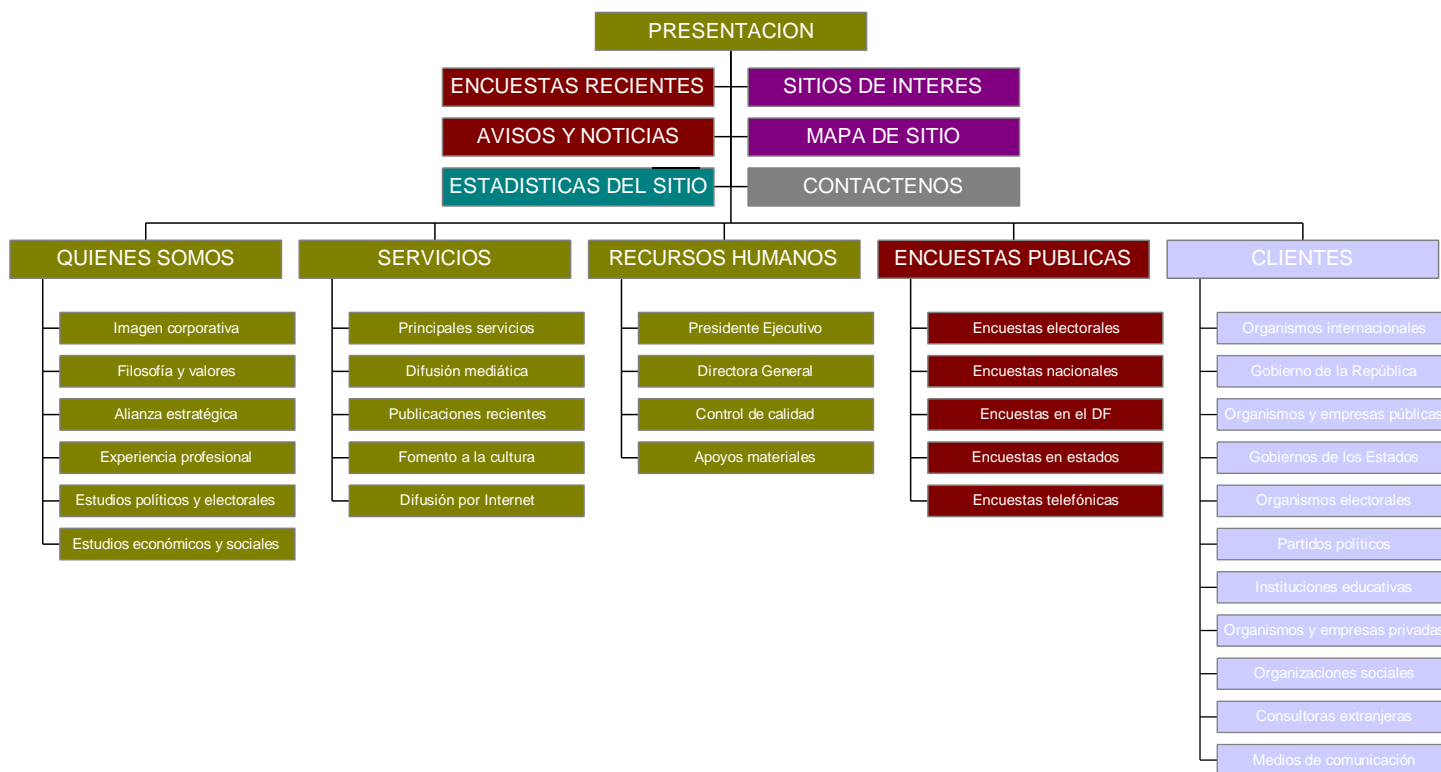 PRESENTACION
ENCUESTAS RECIENTES
SITIOS DE INTERES
AVISOS Y NOTICIAS
MAPA DE SITIO
ESTADISTICAS DEL SITIO
CONTACTENOS
QUIENES SOMOS
Imagen corporativa
Filosofía y valores
Alianza estratégica
Experiencia profesional
Estudios políticos y electorales
Estudios económicos y sociales
SERVICIOS
Principales servicios
Difusión mediática
Publicaciones recientes
Fomento a la cultura
Difusión por Internet
RECURSOS HUMANOS
Presidente Ejecutivo
Directora General
Control de calidad
Apoyos materiales
ENCUESTAS PUBLICAS
Encuestas electorales
Encuestas nacionales
Encuestas en el DF
Encuestas en estados
Encuestas telefónicas
CLIENTES
Organismos internacionales
Gobierno de la República
Organismos y empresas públicas
Gobiernos de los Estados
Organismos electorales
Partidos políticos
Instituciones educativas
Organismos y empresas privadas
Organizaciones sociales
Consultoras extranjeras
Medios de comunicación